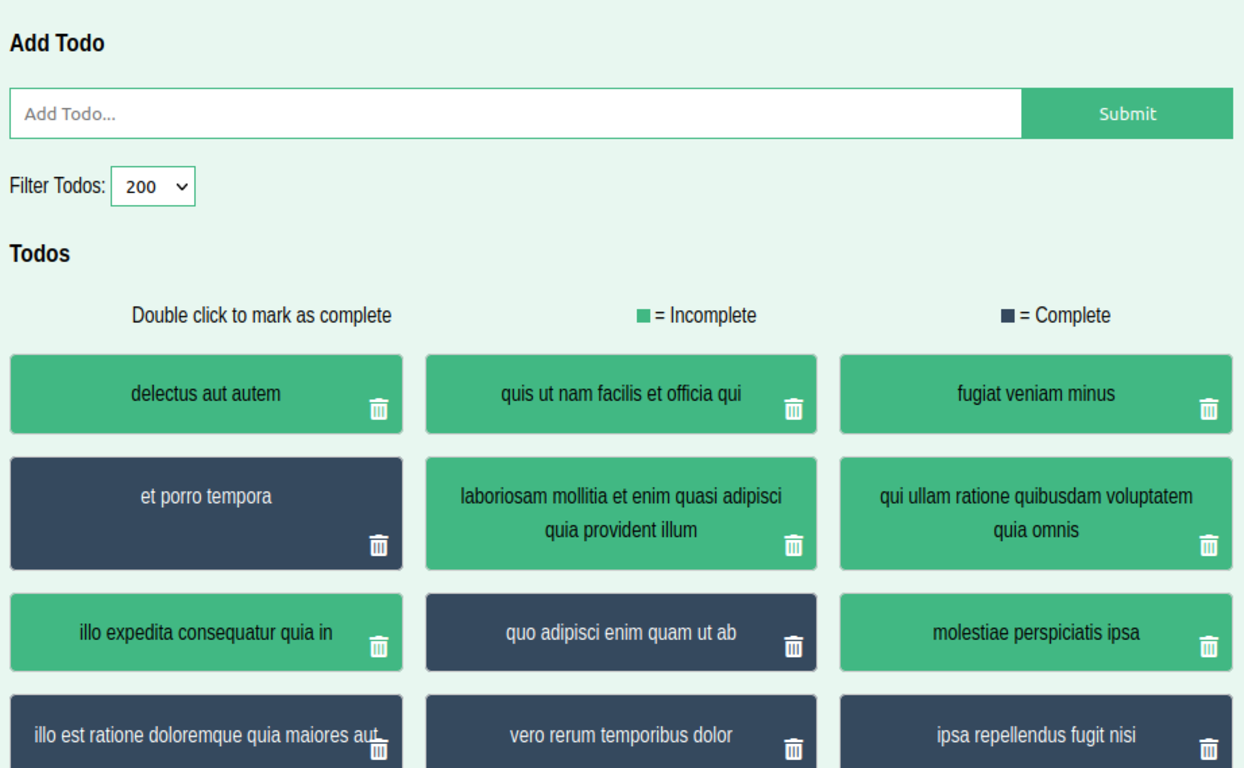 Add Todo
Add Todo...
Submit
Filter Todos: 200
Todos
Double click to mark as complete
= Incomplete
= Complete
delectus aut autem
quis ut nam facilis et officia qui
fugiat veniam minus
et porro tempora
laboriosam mollitia et enim quasi adipisci
quia provident illum
qui ullam ratione quibusdam voluptatem
quia omnis
illo expedita consequatur quia in
quo adipisci enim quam ut ab
molestiae perspiciatis ipsa
illo est ratione doloremque quia maiores aut
vero rerum temporibus dolor
ipsa repellendus fugit nisi